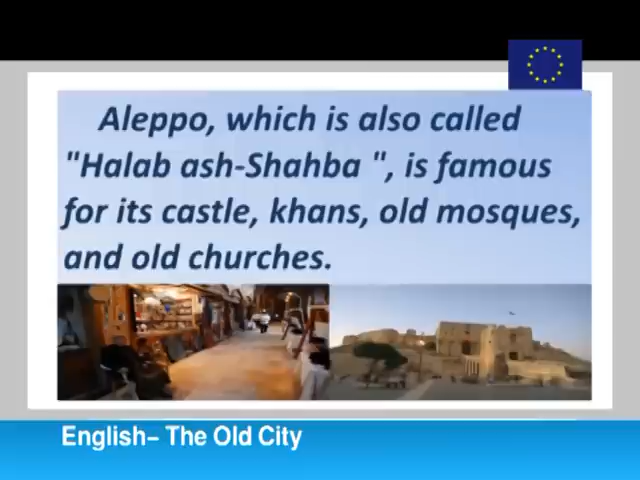 Aleppo, which is also called
"Halab ash-Shahba ", is famous
for its castle, khans, old mosques,
and old churches.
English– The Old City